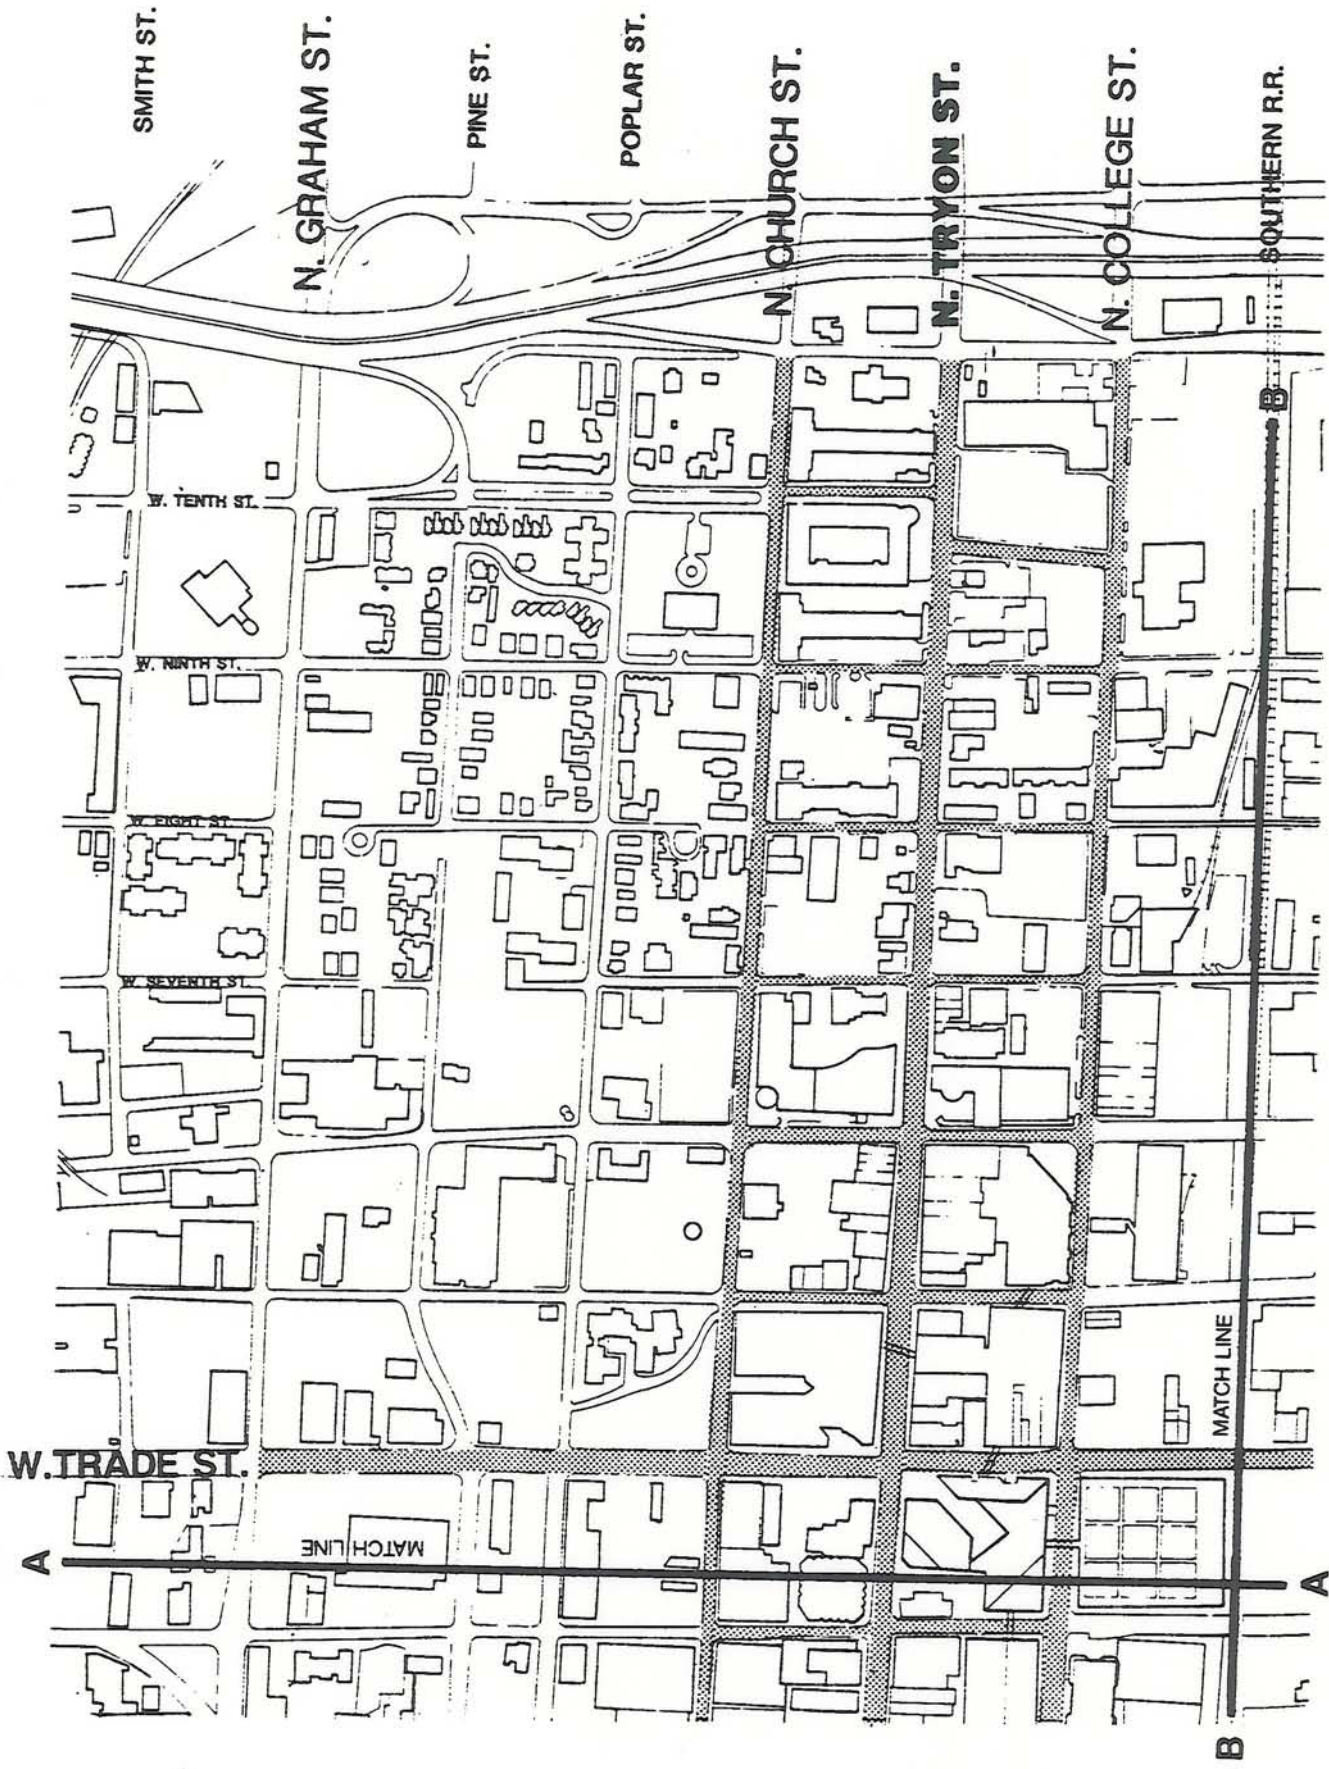 SMITH ST.
N. GRAHAM ST.
PINE ST.
POPLAR ST.
N. CHURCH ST.
N. TRYON ST.
N. COLLEGE ST.
SOUTHERN R.R.
B
W. TENTH ST.
W. NINTH ST.
W. EIGHT ST.
W. SEVENTH ST.
MATCH LINE
W. TRADE ST.
MATCH LINE
A
A
B